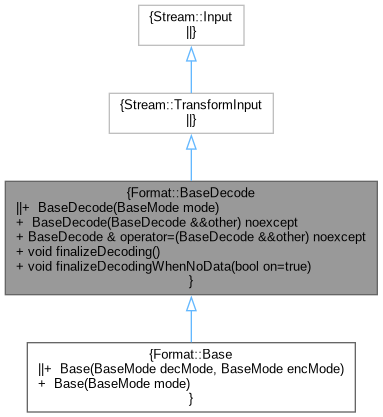 {Stream::Input
||}
{Stream::TransformInput
||}
{Format::BaseDecode
||+  BaseDecode(BaseMode mode)
+  BaseDecode(BaseDecode &&other) noexcept
+ BaseDecode & operator=(BaseDecode &&other) noexcept
+ void finalizeDecoding()
+ void finalizeDecodingWhenNoData(bool on=true)
}
{Format::Base
||+  Base(BaseMode decMode, BaseMode encMode)
+  Base(BaseMode mode)
}